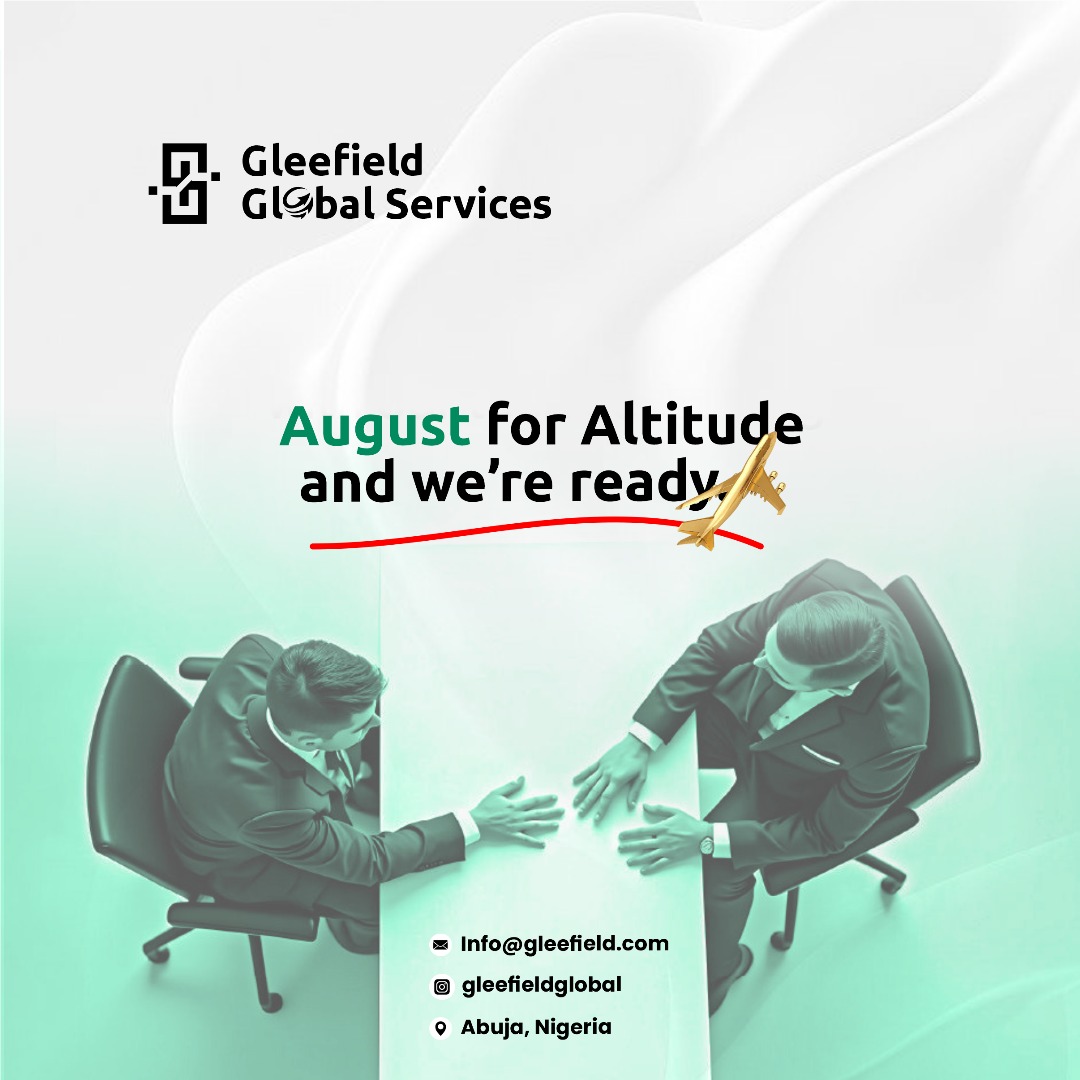 Gleefield
Global Services
August for Altitude
and we’re ready.
Info@gleefield.com
gleefieldglobal
Abuja, Nigeria